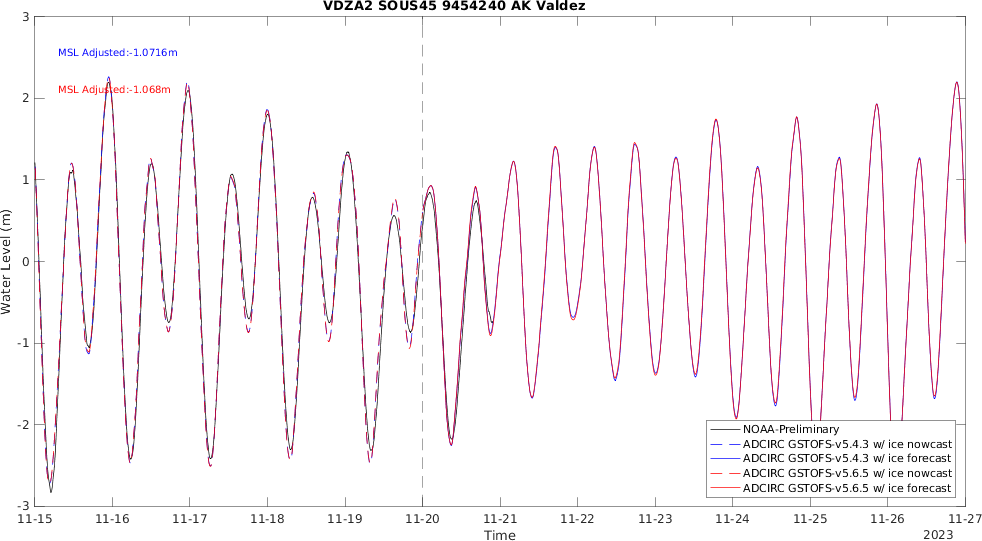 VDZA2 SOUS45 9454240 AK Valdez
3
MSL Adjusted:-1.0716m
MSL Adjusted:-1.068m
2
1
0
-1
-2
-3
Water Level (m)
NOAA-Preliminary
ADCIRC GSTOFS-v5.4.3 w/ ice nowcast
ADCIRC GSTOFS-v5.4.3 w/ ice forecast
ADCIRC GSTOFS-v5.6.5 w/ ice nowcast
ADCIRC GSTOFS-v5.6.5 w/ ice forecast
11-15 11-16 11-17 11-18 11-19 11-20 11-21 11-22 11-23 11-24 11-25 11-26 11-27
Time
2023